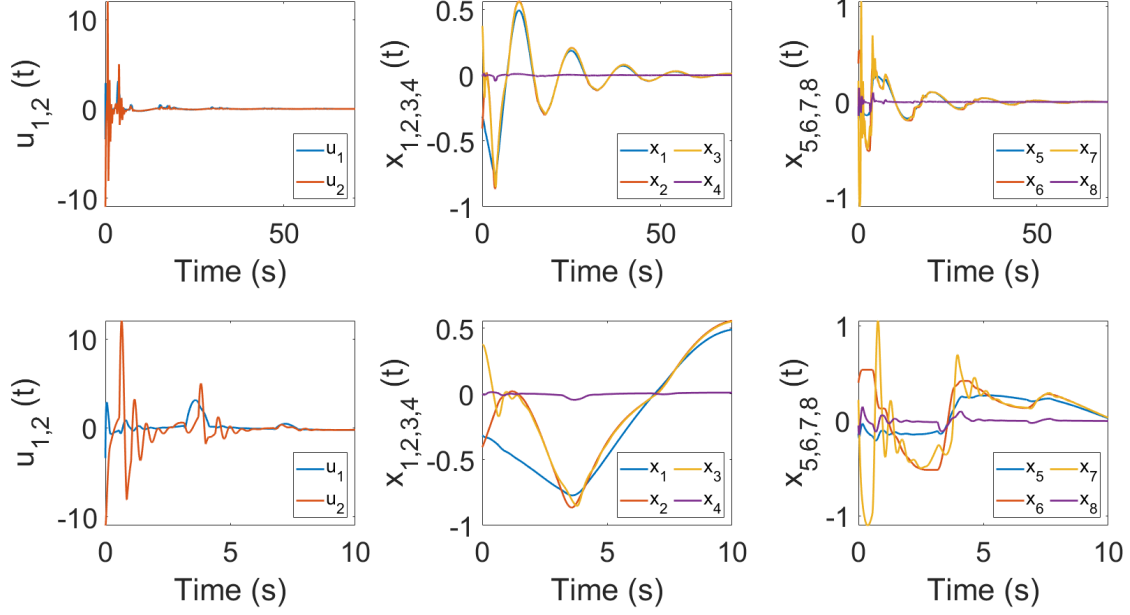 u1,2 (t)
10
0
-10
u1
u2
0 50
Time (s)
x1,2,3,4 (t)
0.5
0
-0.5
-1
x1 x3
x2 x4
0 50
Time (s)
x5,6,7,8 (t)
1
0
-1
x5 x7
x6 x8
0 50
Time (s)
u1,2 (t)
10
0
-10
u1
u2
0 5 10
Time (s)
x1,2,3,4 (t)
0.5
0
-0.5
-1
x1 x3
x2 x4
0 5 10
Time (s)
x5,6,7,8 (t)
1
0
-1
x5 x7
x6 x8
0 5 10
Time (s)